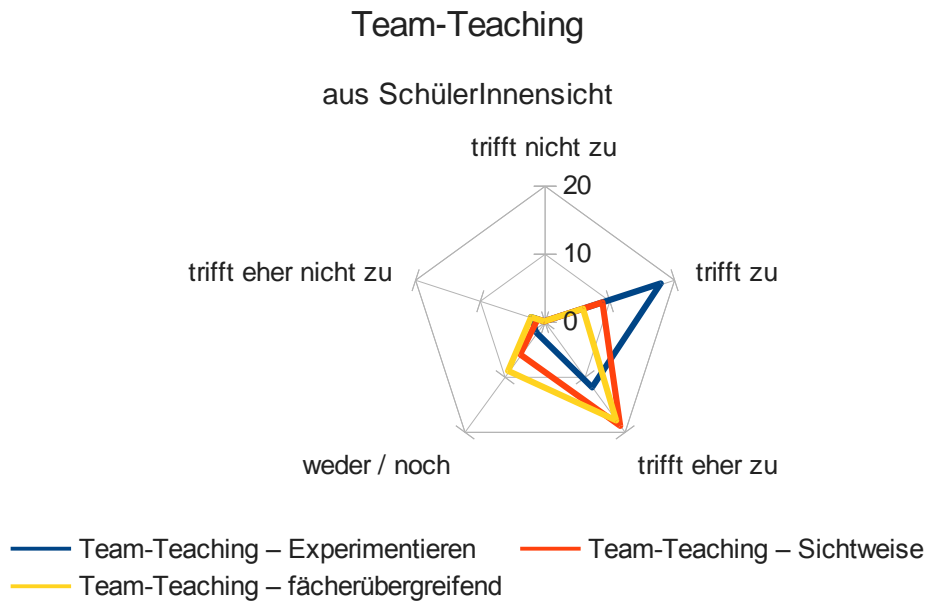 Team-Teaching
aus SchülerInnensicht
trifft nicht zu
20
10
0
trifft eher nicht zu
trifft zu
weder / noch
trifft eher zu
Team-Teaching – Experimentieren
Team-Teaching – Sichtweise
Team-Teaching – fächerübergreifend